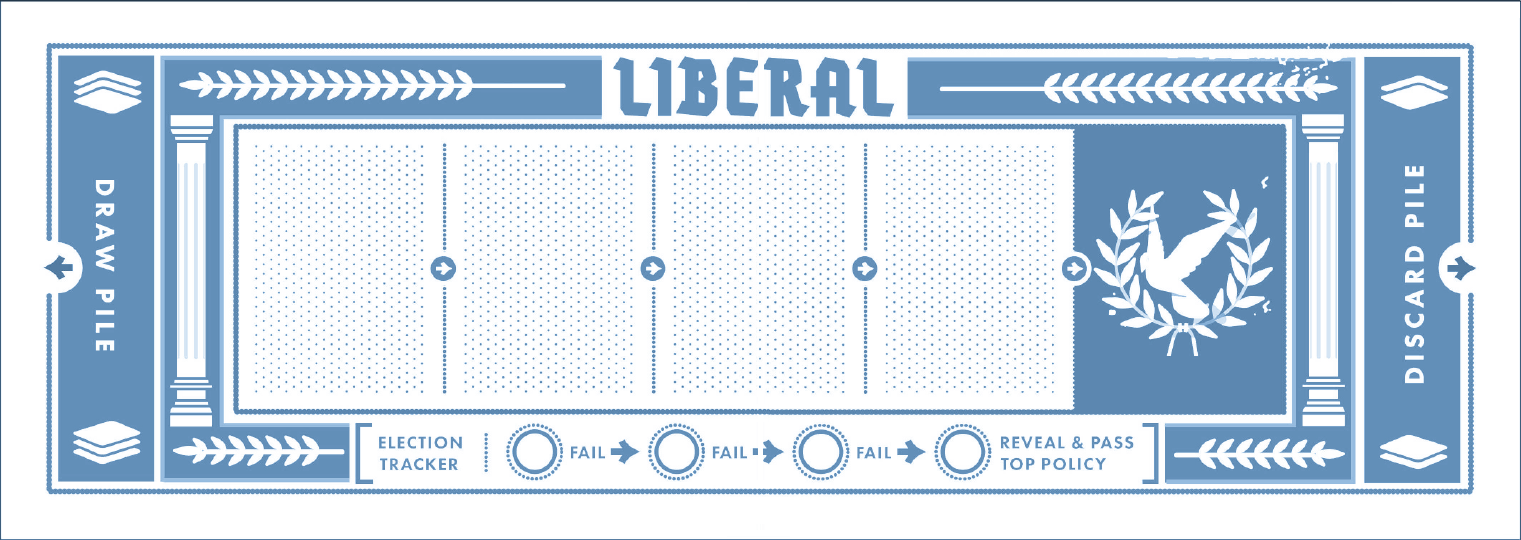 LIBERAL
DRAW PILE
DISCARD PILE
ELECTION
TRACKER
FAIL
FAIL
FAIL
REVEAL & PASS
TOP POLICY